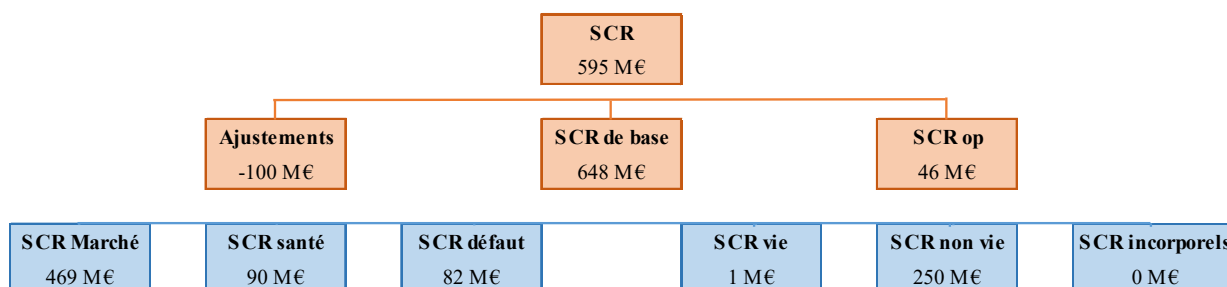 SCR
595 M€
Ajustements
-100 M€
SCR de base
648 M€
SCR op
46 M€
SCR Marché
469 M€
SCR santé
90 M€
SCR défaut
82 M€
SCR vie
1 M€
SCR non vie
250 M€
SCR incorporels
0 M€